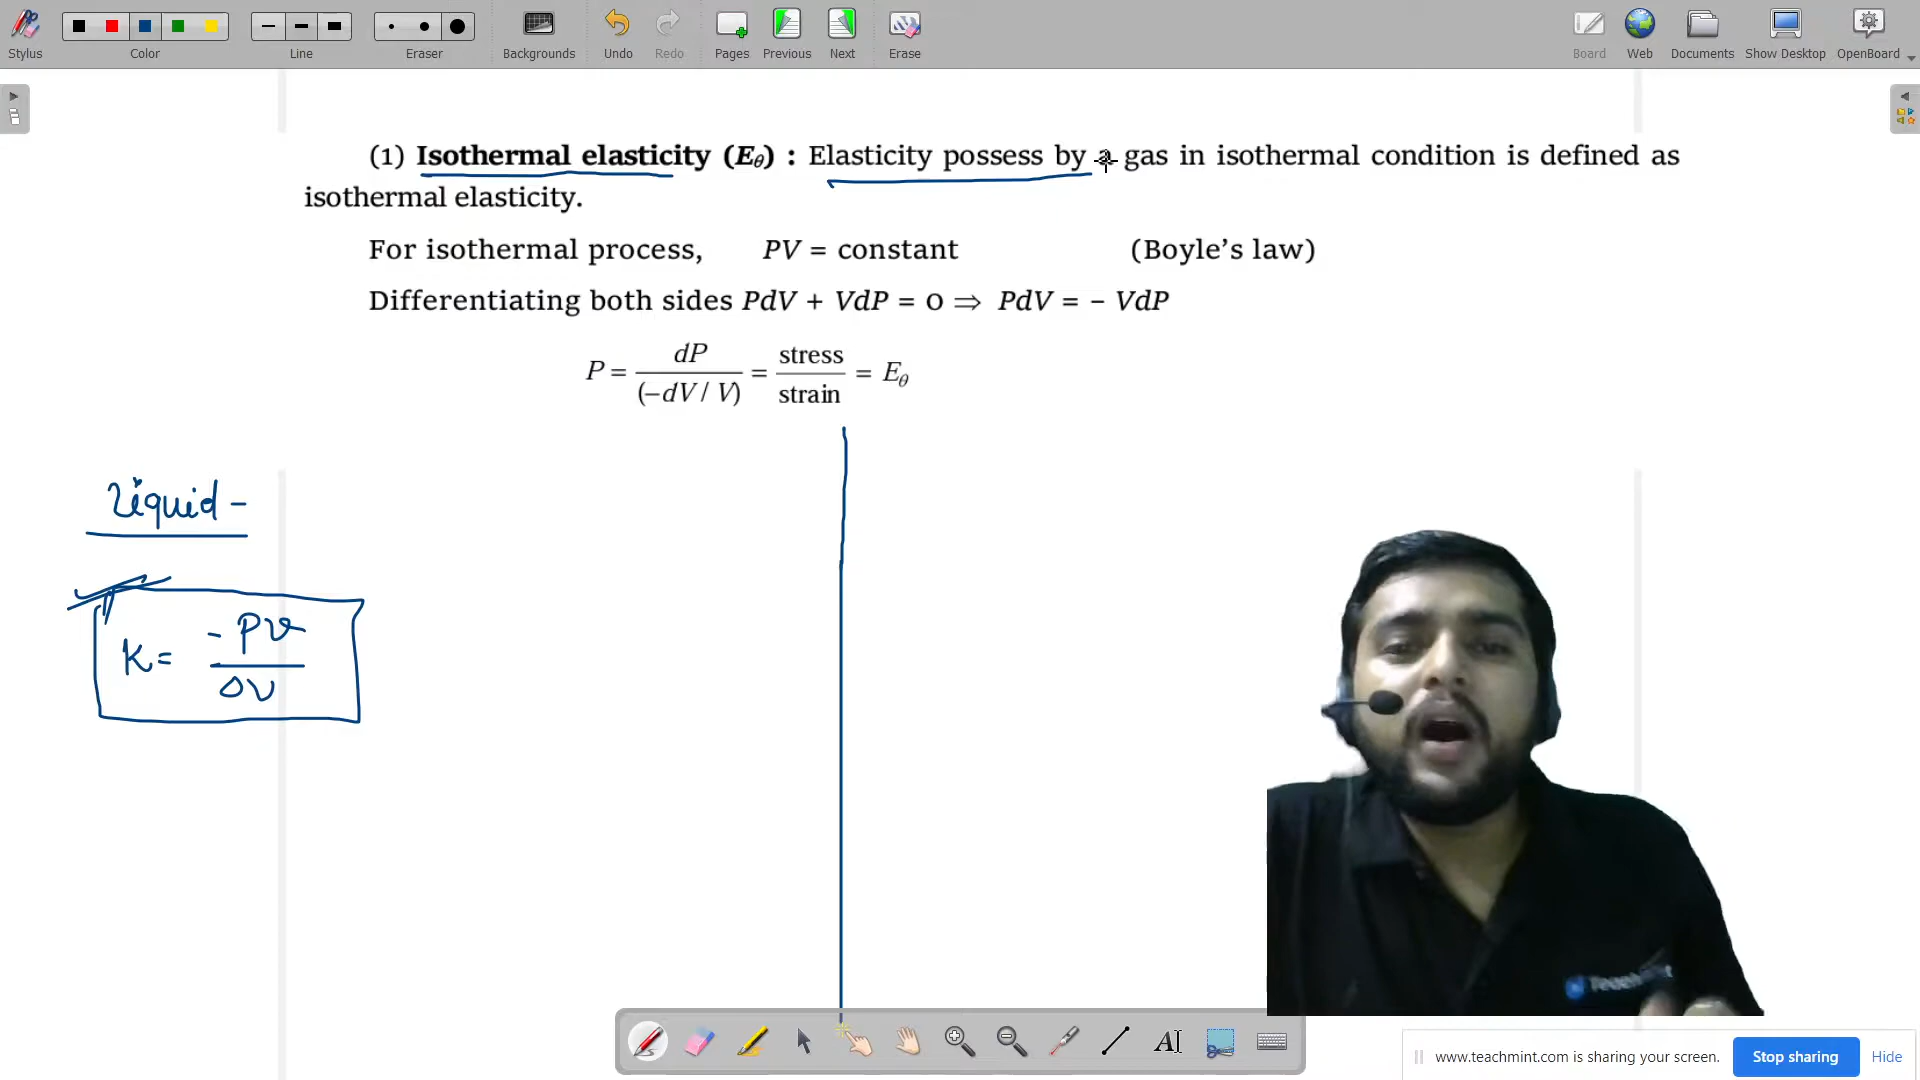 Stylus
Color
Line
Eraser
Backgrounds
Undo
Redo
Pages
Previous
Next
Erase
Board
Web
Documents
Show Desktop
OpenBoard
(1) Isothermal elasticity (Eθ) : Elasticity possess by a gas in isothermal condition is defined as
isothermal elasticity.
For isothermal process, PV = constant (Boyle’s law)
Differentiating both sides PdV + VdP = 0 ⇒ PdV = – VdP
P = dP / (–dV / V) = stress / strain = Eθ
Liquid -
K = - PV / ΔV
Teachmint
www.teachmint.com is sharing your screen.
Stop sharing
Hide